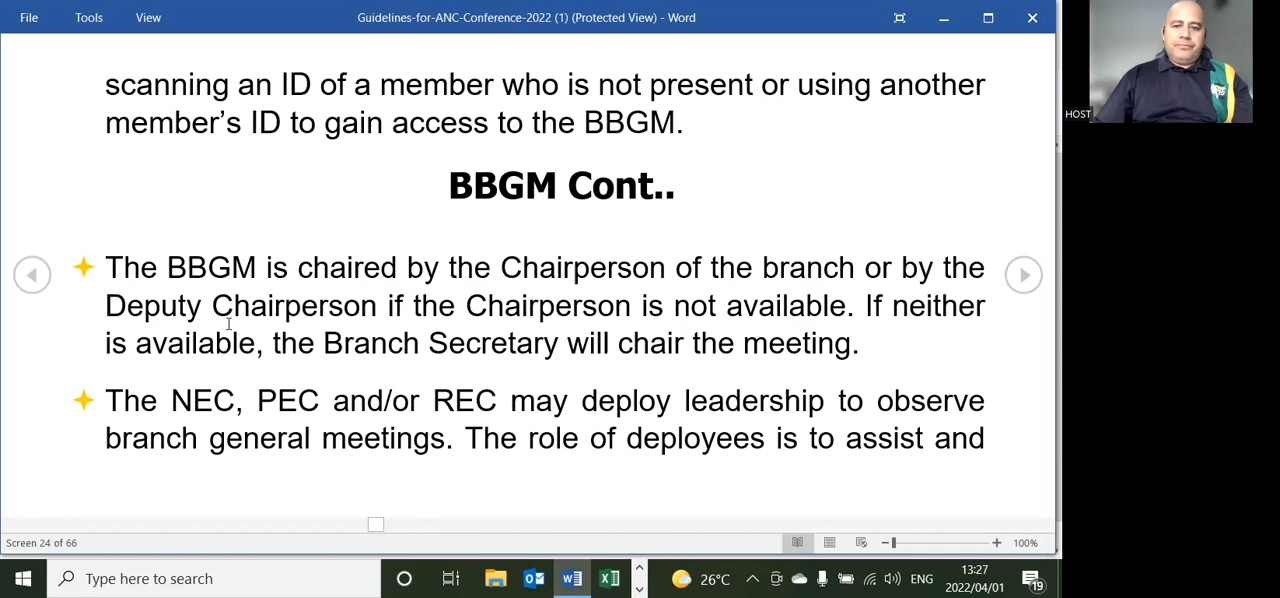 File Tools View Guidelines-for-ANC-Conference-2022 (1) (Protected View) - Word
HOST
scanning an ID of a member who is not present or using another
member's ID to gain access to the BBGM.
BBGM Cont..
The BBGM is chaired by the Chairperson of the branch or by the
Deputy Chairperson if the Chairperson is not available. If neither
is available, the Branch Secretary will chair the meeting.
The NEC, PEC and/or REC may deploy leadership to observe
branch general meetings. The role of deployees is to assist and
Screen 24 of 66 100%
Type here to search 26°C ENG 13:27
2022/04/01 19